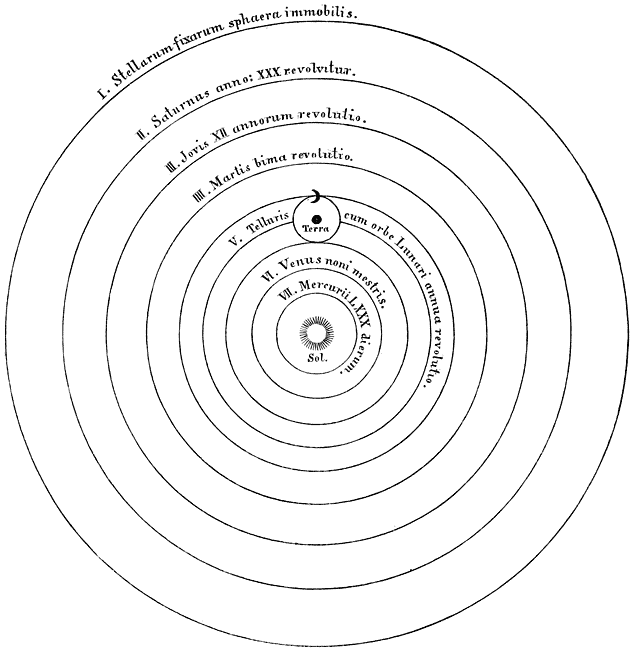 I. Stellarum fixarum sphaera immobilis.
II. Saturnus anno: XXX revolvitur.
III. Jovis XII annorum revolutio.
IIII. Martis bima revolutio.
V. Telluris cum orbe Lunari annua revolutio.
Terra
VI. Venus noni mestris.
VII. Mercurii LXXX dierum.
Sol.